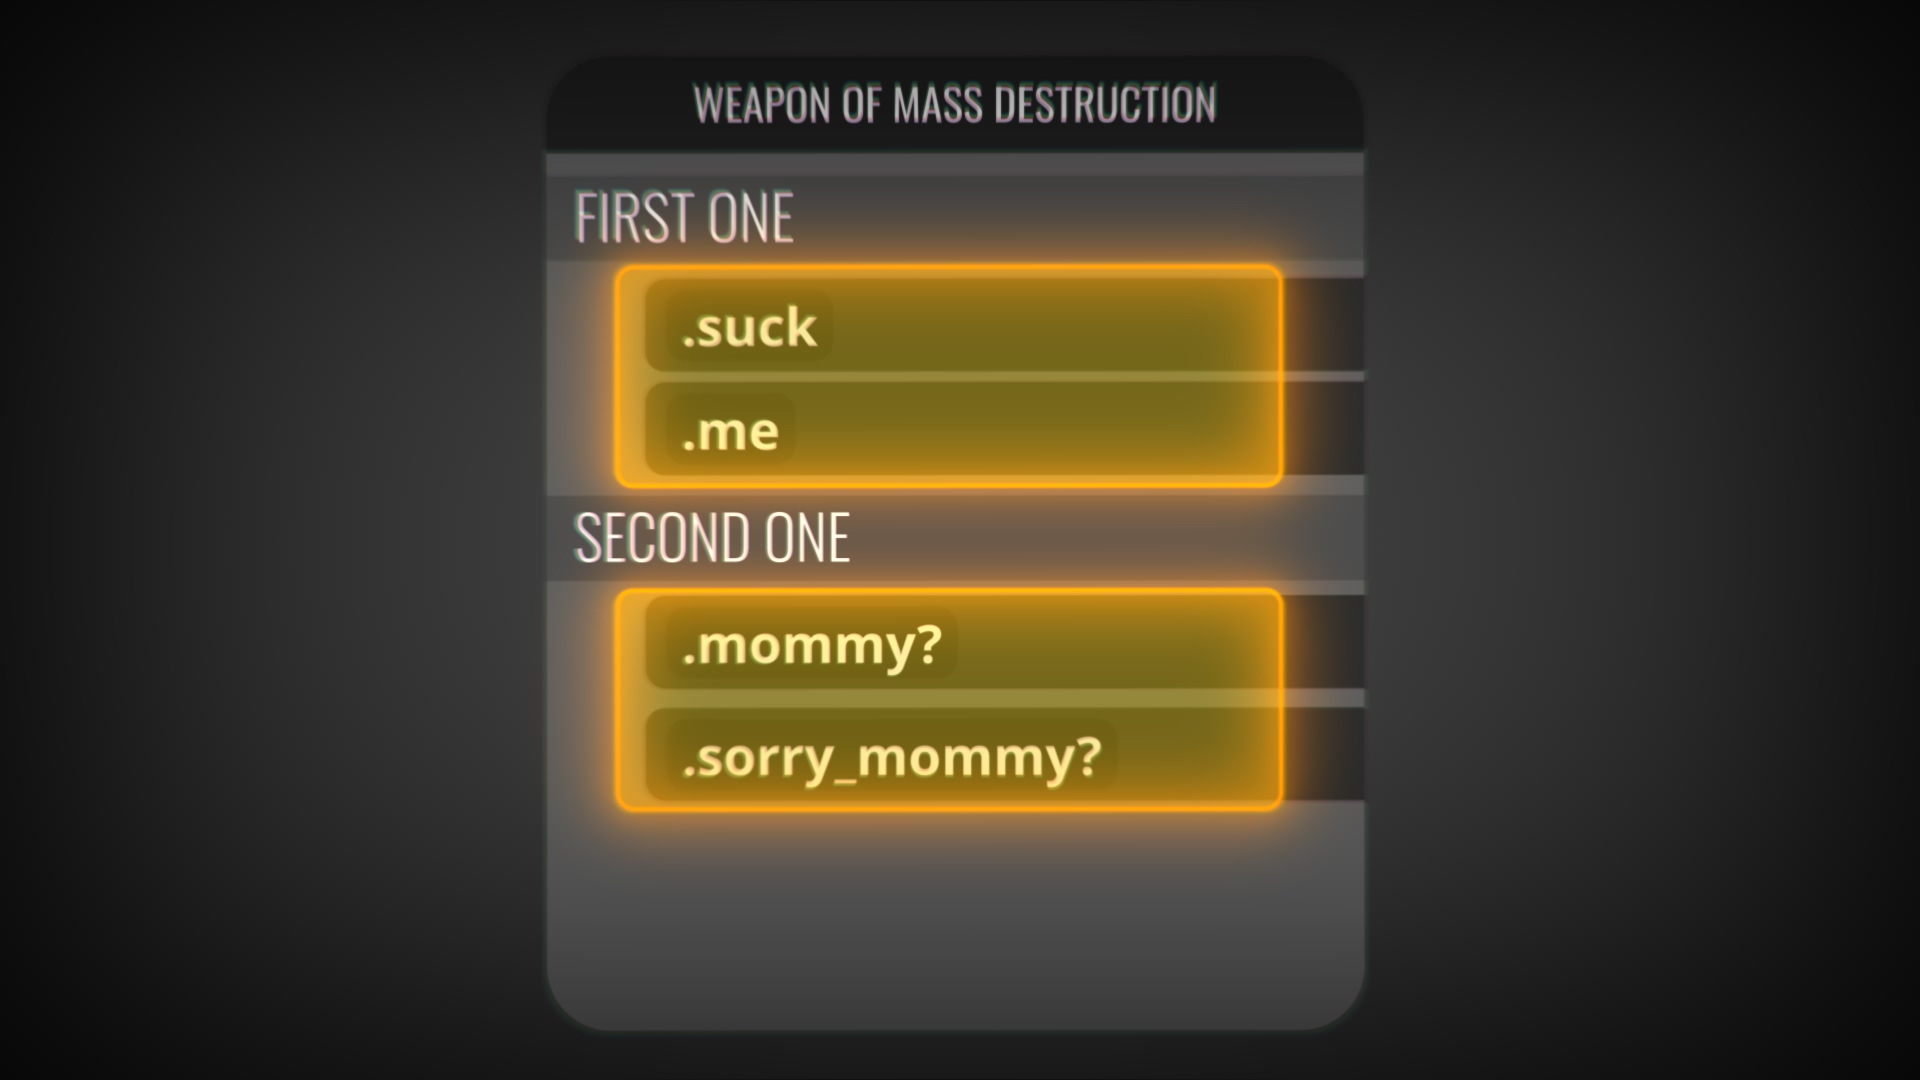 WEAPON OF MASS DESTRUCTION
FIRST ONE
.suck
.me
SECOND ONE
.mommy?
.sorry_mommy?